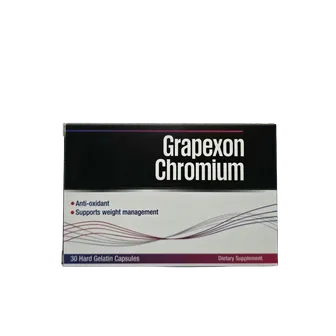 Grapexon
Chromium
Anti-oxidant
Supports weight management
30 Hard Gelatin Capsules
Dietary Supplement